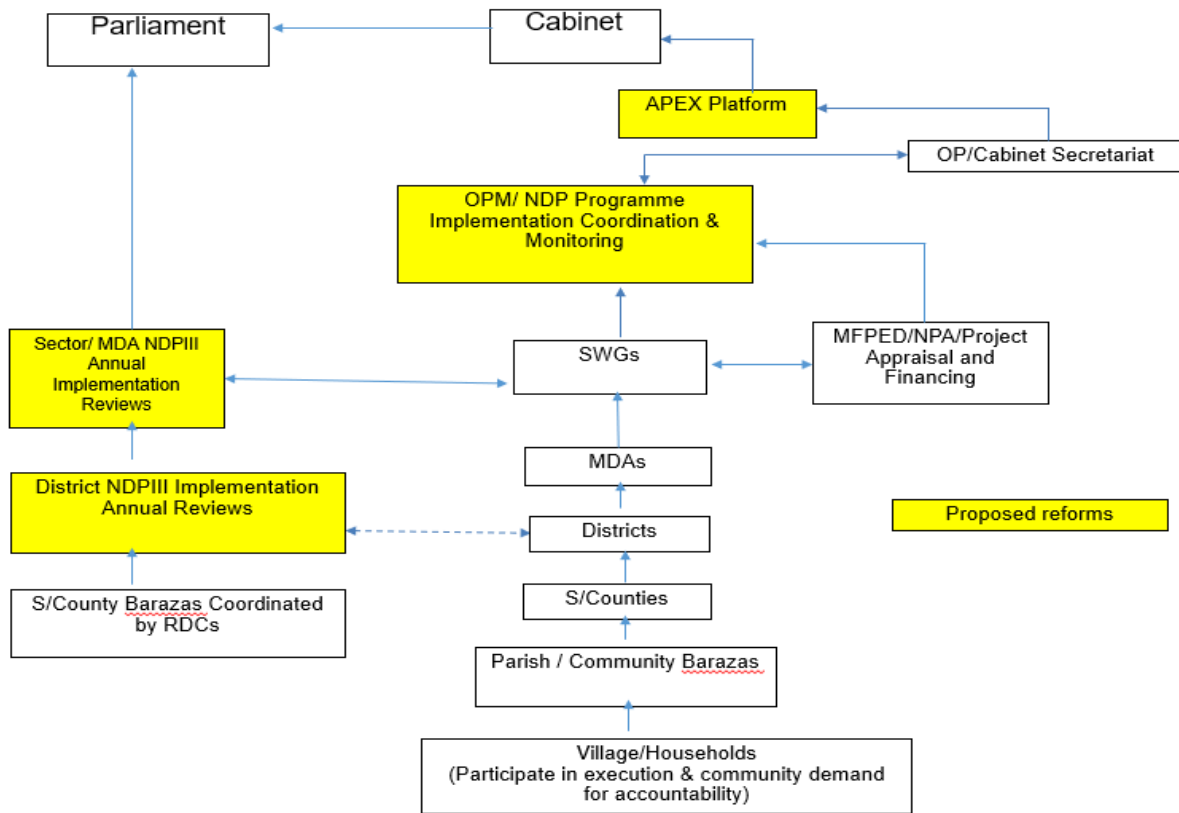 Parliament
Cabinet
APEX Platform
OP/Cabinet Secretariat
OPM/ NDP Programme
Implementation Coordination &
Monitoring
Sector/ MDA NDPIII
Annual
Implementation
Reviews
SWGs
MFPED/NPA/Project
Appraisal and
Financing
MDAs
District NDPIII Implementation
Annual Reviews
Proposed reforms
Districts
S/County Barazas Coordinated
by RDCs
S/Counties
Parish / Community Barazas
Village/Households
(Participate in execution & community demand
for accountability)